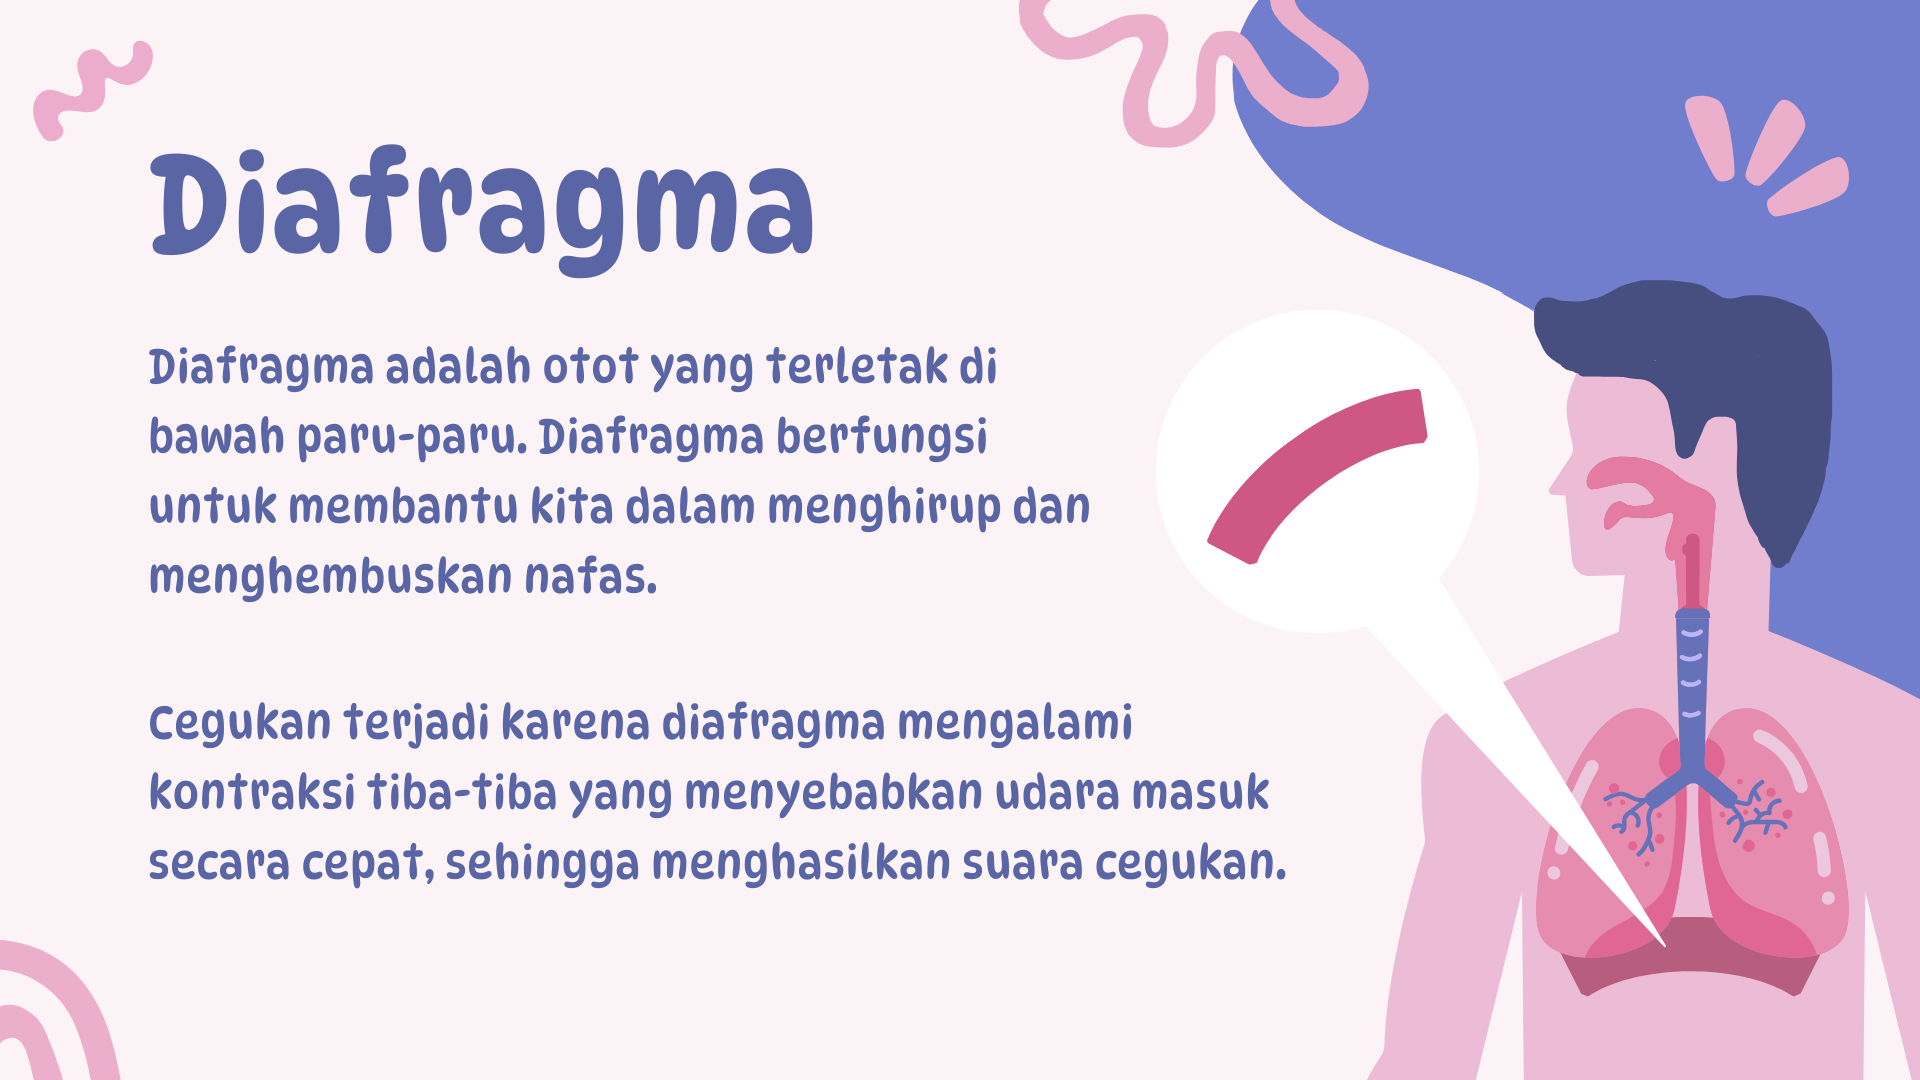 Diafragma
Diafragma adalah otot yang terletak di
bawah paru-paru. Diafragma berfungsi
untuk membantu kita dalam menghirup dan
menghembuskan nafas.
Cegukan terjadi karena diafragma mengalami
kontraksi tiba-tiba yang menyebabkan udara masuk
secara cepat, sehingga menghasilkan suara cegukan.